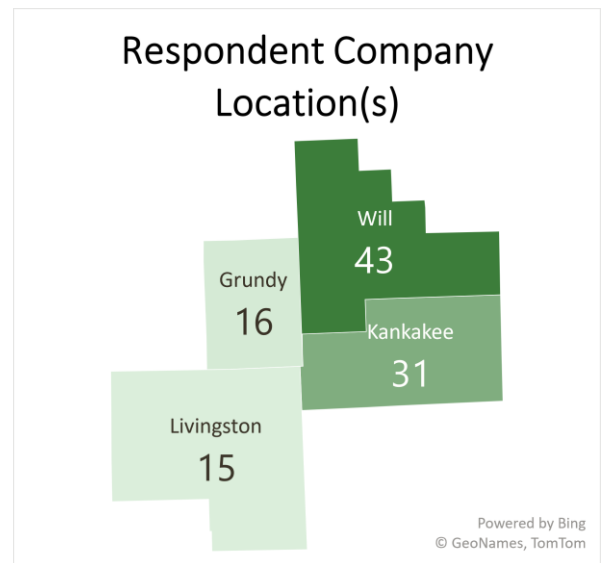 Respondent Company
Location(s)
Will
43
Grundy
16
Kankakee
31
Livingston
15
Powered by Bing
© GeoNames, TomTom